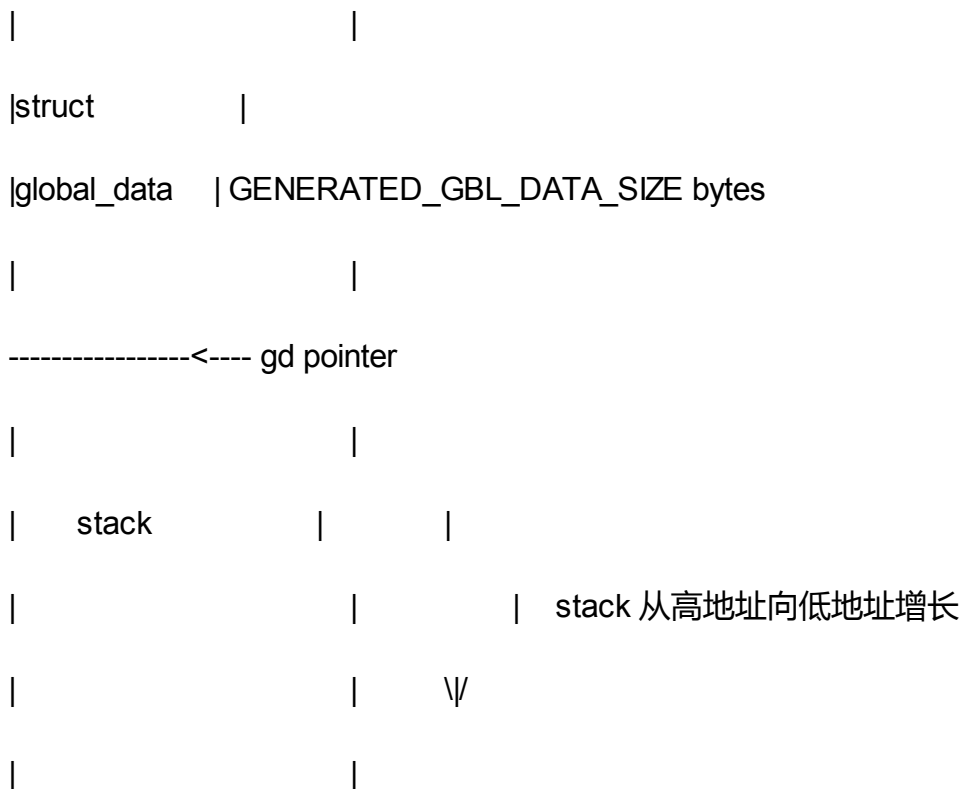 |                    |
|struct              |
|global_data    | GENERATED_GBL_DATA_SIZE bytes
|                    |
-----------------<---- gd pointer
|                    |
|    stack           |        |
|                    |        |    stack 从高地址向低地址增长
|                    |       \|/
|                    |